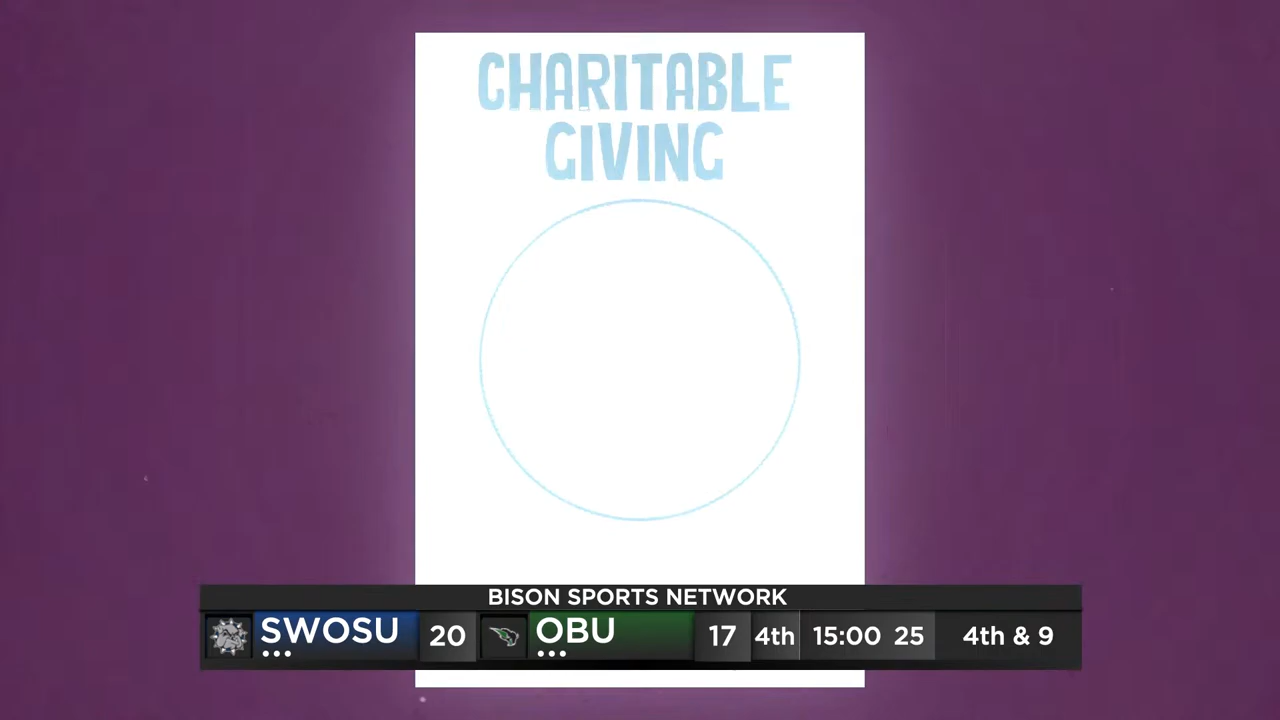 CHARITABLE
GIVING
BISON SPORTS NETWORK
SWOSU 20 OBU 17 4th 15:00 25 4th & 9